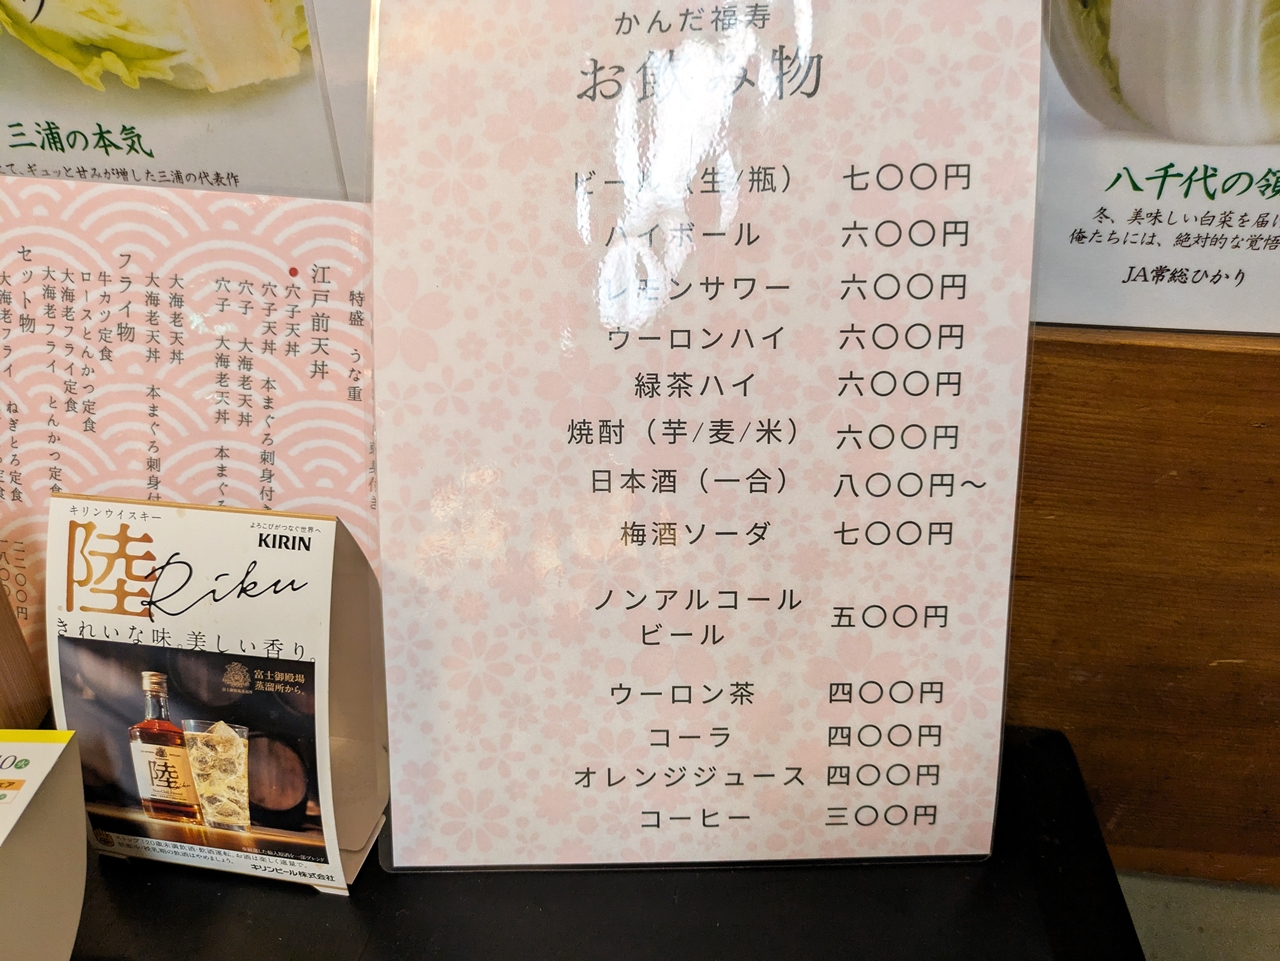 かんだ福寿
お飲み物
ビール（生/瓶） 七〇〇円
ハイボール 六〇〇円
レモンサワー 六〇〇円
ウーロンハイ 六〇〇円
緑茶ハイ 六〇〇円
焼酎（芋/麦/米） 六〇〇円
日本酒（一合） 八〇〇円〜
梅酒ソーダ 七〇〇円
ノンアルコール
ビール 五〇〇円
ウーロン茶 四〇〇円
コーラ 四〇〇円
オレンジジュース 四〇〇円
コーヒー 三〇〇円
三浦の本気
ギュッと甘みが増した三浦の代表作
特盛 うな重
江戸前天丼
穴子天丼
穴子天丼 本まぐろ刺身付き
穴子 大海老天丼
穴子 大海老天丼 本まぐ
大海老天丼
大海老天丼 本まぐろ刺身付
フライ物
牛カツ定食
ロースとんかつ定食
大海老フライ定食
大海老フライ とんかつ定食
セット物
大海老フライ ねぎとろ定食
キリンウイスキー
よろこびがつなぐ世界へ
KIRIN
陸 Riku
きれいな味。美しい香り。
富士御殿場
蒸溜所から。
陸
キリンビール株式会社
八千代の
冬、美味しい白菜を届け
俺たちには、絶対的な覚悟
JA常総ひかり